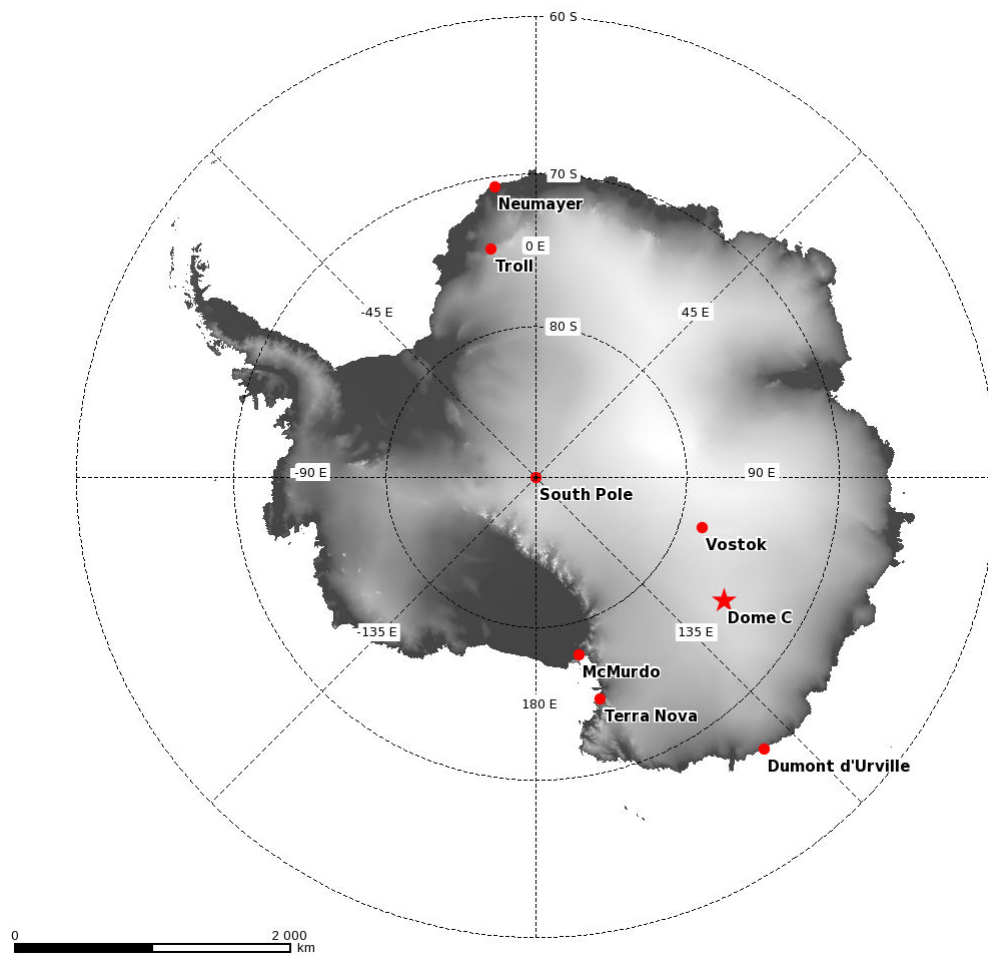 60 S
70 S
Neumayer
0 E
Troll
-45 E
45 E
80 S
-90 E
90 E
South Pole
Vostok
Dome C
-135 E
135 E
McMurdo
180 E
Terra Nova
Dumont d'Urville
0
2 000
km